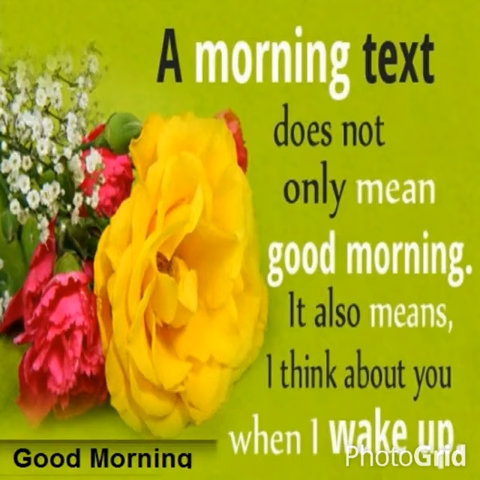 A morning text
does not
only mean
good morning.
It also means,
I think about you
when I wake up.
PhotoGrid
Good Morning